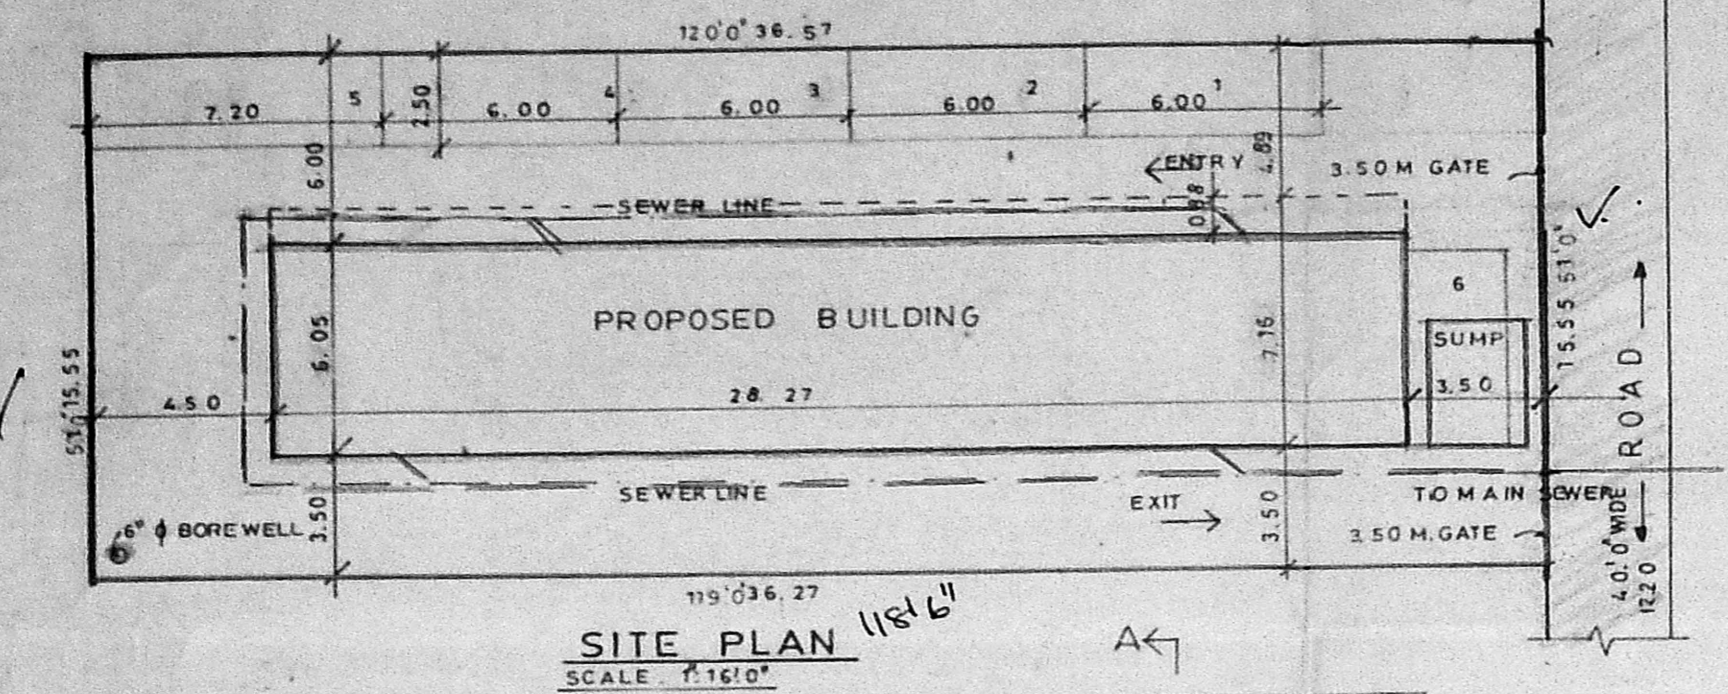 120'0" 36.57
7.20
5
2.50
6.00
4
6.00
3
6.00
2
6.00
1
6.00
4.89
←ENTRY
3.50M GATE
SEWER LINE
0.88
PROPOSED BUILDING
6.05
7.16
6
SUMP
3.50
15.55 51'0"
ROAD
51'0" 15.55
4.50
28.27
SEWER LINE
EXIT
TO MAIN SEWER
6" ϕ BOREWELL
3.50
3.50
3.50 M.GATE
40'.0" WIDE
12.20
119'0" 36.27
118'6"
SITE PLAN
A
SCALE 1":16'0"